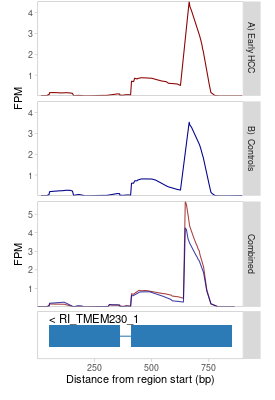 4
3
2
1
FPM
A) Early HCC
4
3
2
1
B) Controls
5
4
3
2
1
FPM
Combined
< RI_TMEM230_1
250
500
750
Distance from region start (bp)